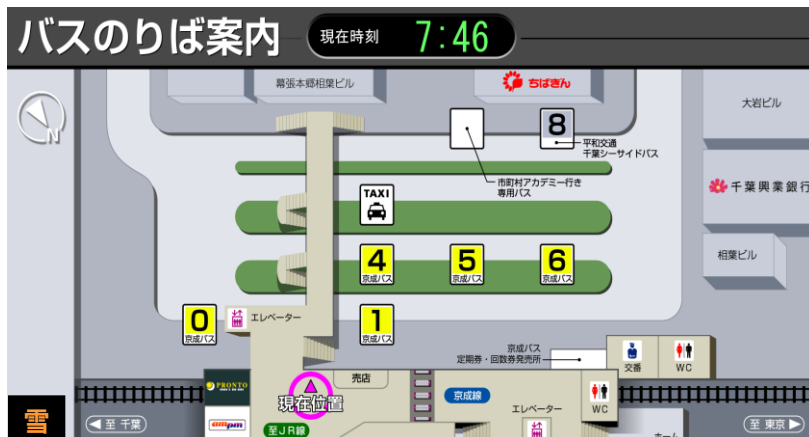 バスのりば案内
現在時刻
7:46
幕張本郷相葉ビル
ちばぎん
大岩ビル
N
8
平和交通
千葉シーサイドバス
市町村アカデミー行き
専用バス
千葉興業銀行
TAXI
4
京成バス
5
京成バス
6
京成バス
相葉ビル
0
京成バス
エレベーター
1
京成バス
京成バス
定期券・回数券発売所
交番
WC
PRONTO
売店
現在位置
京成線
WC
am pm
至JR線
エレベーター
ホーム
雪
至 千葉
至 東京